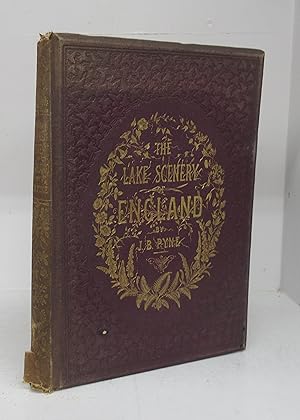 THE
LAKE SCENERY
OF
ENGLAND
BY
J. B. PYNE